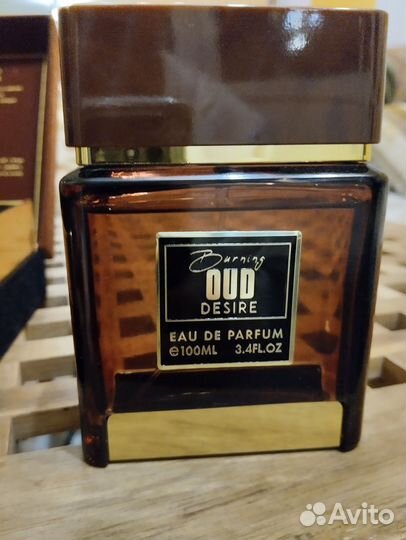 Burning
OUD
DESIRE
EAU DE PARFUM
℮100ML 3.4FL.OZ
Avito